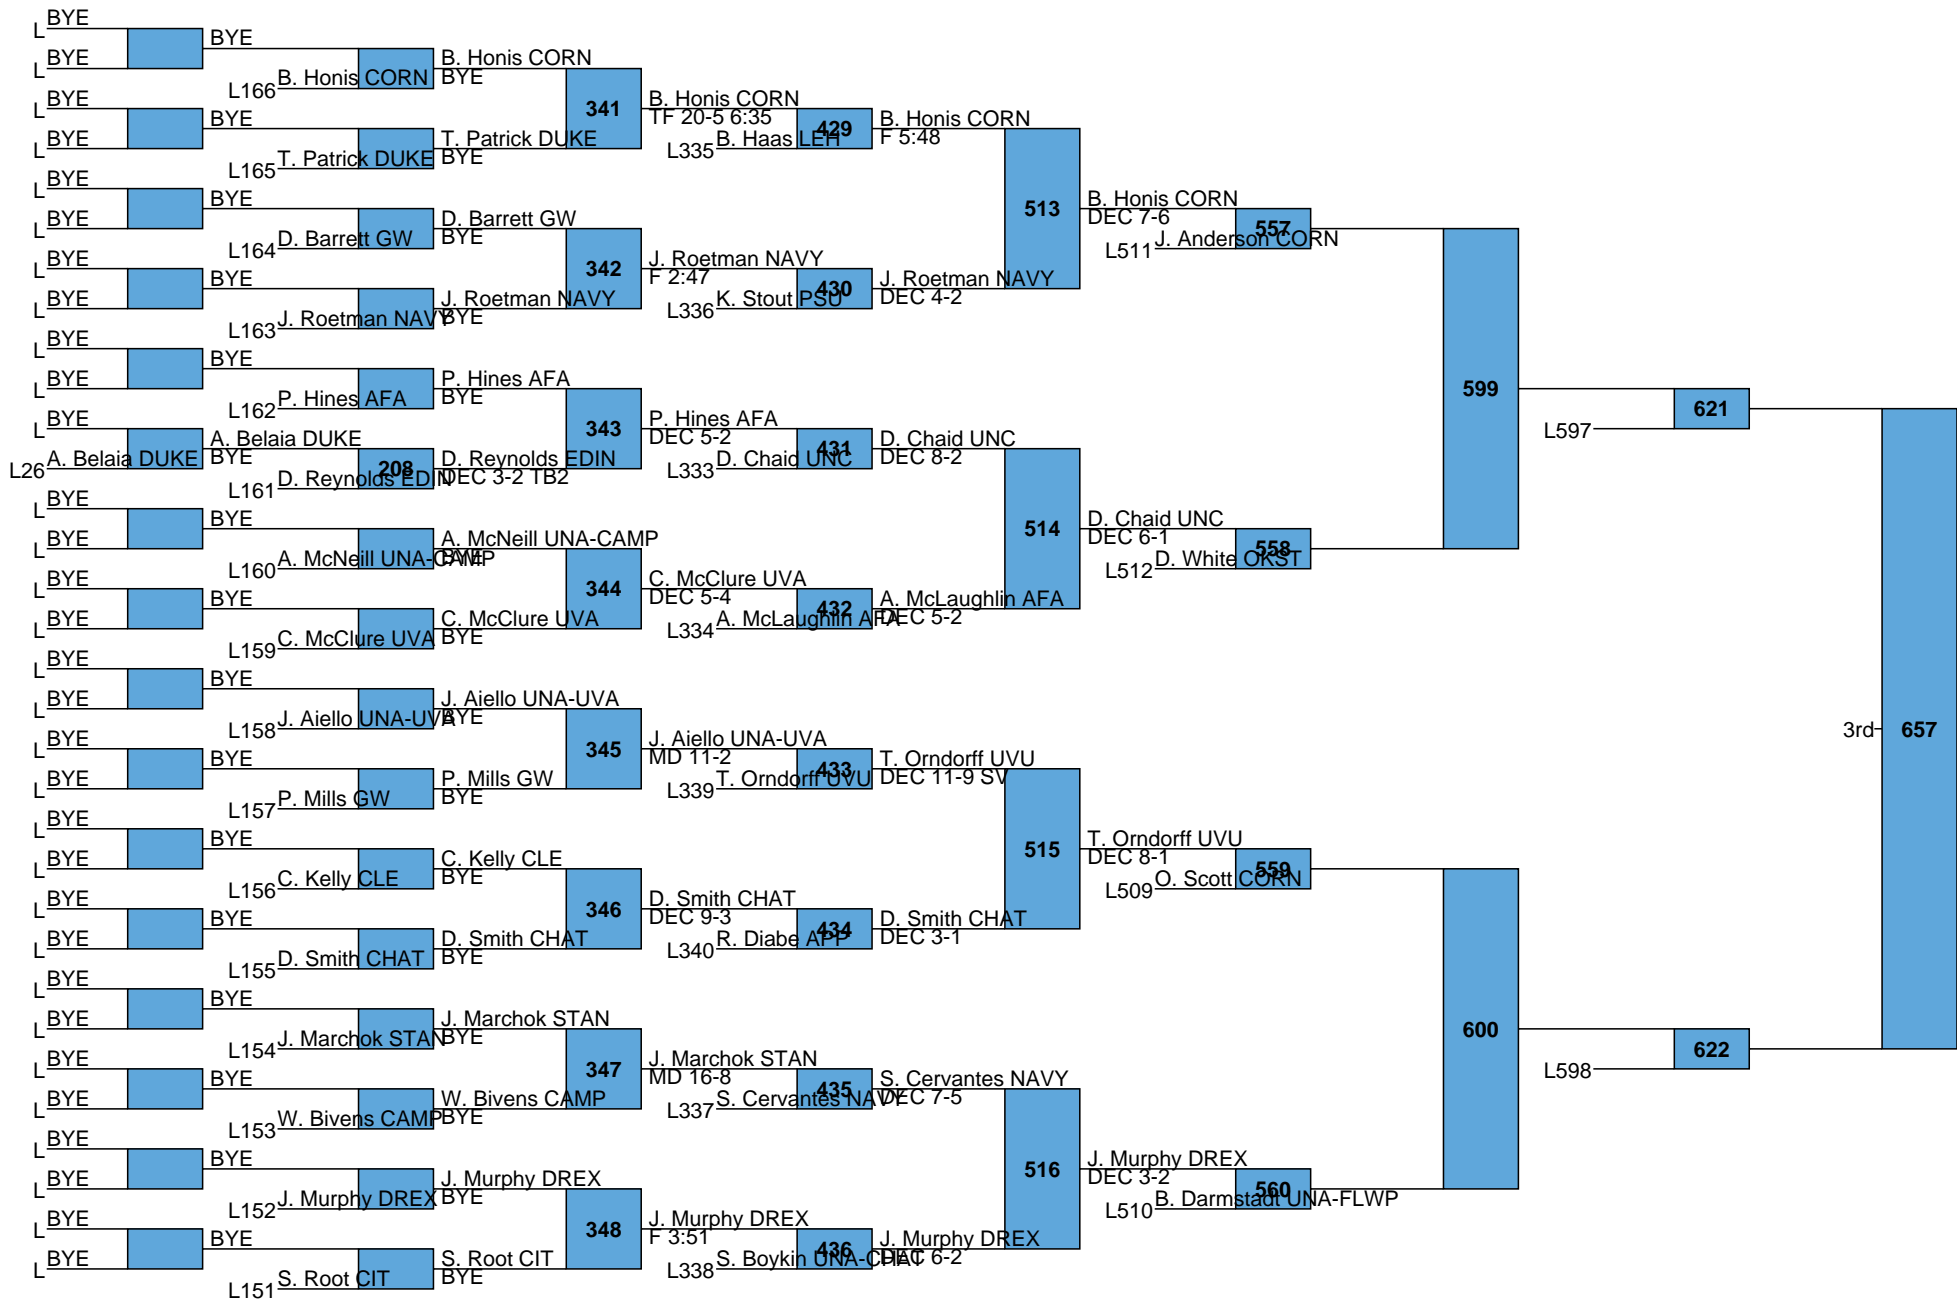 BYE
L
BYE
L
BYE
L166 B. Honis CORN
B. Honis CORN
BYE
BYE
L
BYE
L
BYE
L165 T. Patrick DUKE
T. Patrick DUKE
BYE
341
B. Honis CORN
TF 20-5 6:35
L335 B. Haas LEH
429
B. Honis CORN
F 5:48
BYE
L
BYE
L
BYE
L164 D. Barrett GW
D. Barrett GW
BYE
BYE
L
BYE
L
BYE
L163 J. Roetman NAVY
J. Roetman NAVY
BYE
342
J. Roetman NAVY
F 2:47
L336 K. Stout PSU
430
J. Roetman NAVY
DEC 4-2
513
B. Honis CORN
DEC 7-6
L511 J. Anderson CORN
557
BYE
L
BYE
L
BYE
L162 P. Hines AFA
P. Hines AFA
BYE
BYE
L
L26 A. Belaia DUKE
A. Belaia DUKE
BYE
L161 D. Reynolds EDIN
208
D. Reynolds EDIN
DEC 3-2 TB2
343
P. Hines AFA
DEC 5-2
L333 D. Chaid UNC
431
D. Chaid UNC
DEC 8-2
BYE
L
BYE
L
BYE
L160 A. McNeill UNA-CAMP
A. McNeill UNA-CAMP
BYE
BYE
L
BYE
L
BYE
L159 C. McClure UVA
C. McClure UVA
BYE
344
C. McClure UVA
DEC 5-4
L334 A. McLaughlin AFA
432
A. McLaughlin AFA
DEC 5-2
514
D. Chaid UNC
DEC 6-1
L512 D. White OKST
558
599
L597
621
BYE
L
BYE
L
BYE
L158 J. Aiello UNA-UVA
J. Aiello UNA-UVA
BYE
BYE
L
BYE
L
BYE
L157 P. Mills GW
P. Mills GW
BYE
345
J. Aiello UNA-UVA
MD 11-2
L339 T. Orndorff UVU
433
T. Orndorff UVU
DEC 11-9 SV
BYE
L
BYE
L
BYE
L156 C. Kelly CLE
C. Kelly CLE
BYE
BYE
L
BYE
L
BYE
L155 D. Smith CHAT
D. Smith CHAT
BYE
346
D. Smith CHAT
DEC 9-3
L340 R. Diabe APP
434
D. Smith CHAT
DEC 3-1
515
T. Orndorff UVU
DEC 8-1
L509 O. Scott CORN
559
BYE
L
BYE
L
BYE
L154 J. Marchok STAN
J. Marchok STAN
BYE
BYE
L
BYE
L
BYE
L153 W. Bivens CAMP
W. Bivens CAMP
BYE
347
J. Marchok STAN
MD 16-8
L337 S. Cervantes NAVY
435
S. Cervantes NAVY
DEC 7-5
BYE
L
BYE
L
BYE
L152 J. Murphy DREX
J. Murphy DREX
BYE
BYE
L
BYE
L
BYE
L151 S. Root CIT
S. Root CIT
BYE
348
J. Murphy DREX
F 3:51
L338 S. Boykin UNA-CHAT
436
J. Murphy DREX
DEC 6-2
516
J. Murphy DREX
DEC 3-2
L510 B. Darmstadt UNA-FLWP
560
600
L598
622
3rd
657